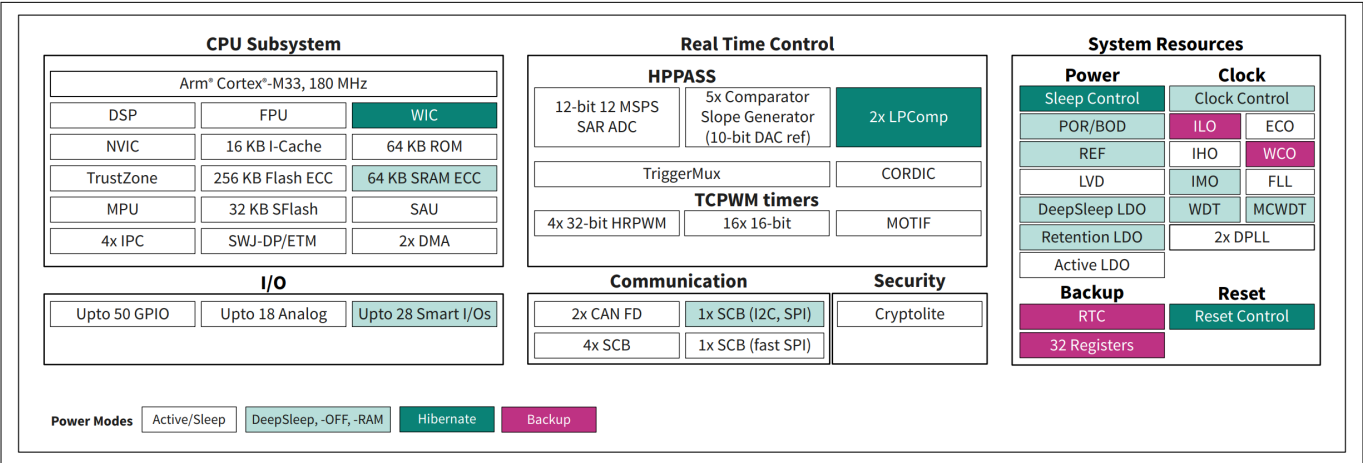 CPU Subsystem
Arm® Cortex®-M33, 180 MHz
DSP
FPU
WIC
NVIC
16 KB I-Cache
64 KB ROM
TrustZone
256 KB Flash ECC
64 KB SRAM ECC
MPU
32 KB SFlash
SAU
4x IPC
SWJ-DP/ETM
2x DMA
I/O
Upto 50 GPIO
Upto 18 Analog
Upto 28 Smart I/Os
Real Time Control
HPPASS
12-bit 12 MSPS
SAR ADC
5x Comparator
Slope Generator
(10-bit DAC ref)
2x LPComp
TriggerMux
CORDIC
TCPWM timers
4x 32-bit HRPWM
16x 16-bit
MOTIF
Communication
2x CAN FD
1x SCB (I2C, SPI)
4x SCB
1x SCB (fast SPI)
Security
Cryptolite
System Resources
Power
Sleep Control
POR/BOD
REF
LVD
DeepSleep LDO
Retention LDO
Active LDO
Clock
Clock Control
ILO
ECO
IHO
WCO
IMO
FLL
WDT
MCWDT
2x DPLL
Backup
RTC
32 Registers
Reset
Reset Control
Power Modes
Active/Sleep
DeepSleep, -OFF, -RAM
Hibernate
Backup